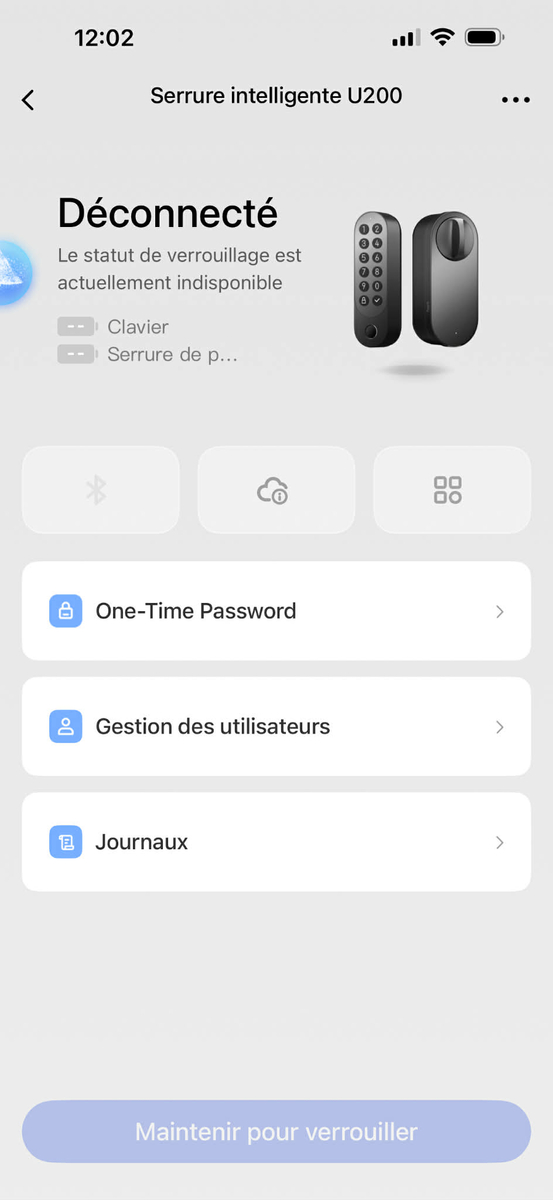 12:02
Serrure intelligente U200
Déconnecté
Le statut de verrouillage est
actuellement indisponible
-- Clavier
-- Serrure de p...
One-Time Password
Gestion des utilisateurs
Journaux
Maintenir pour verrouiller